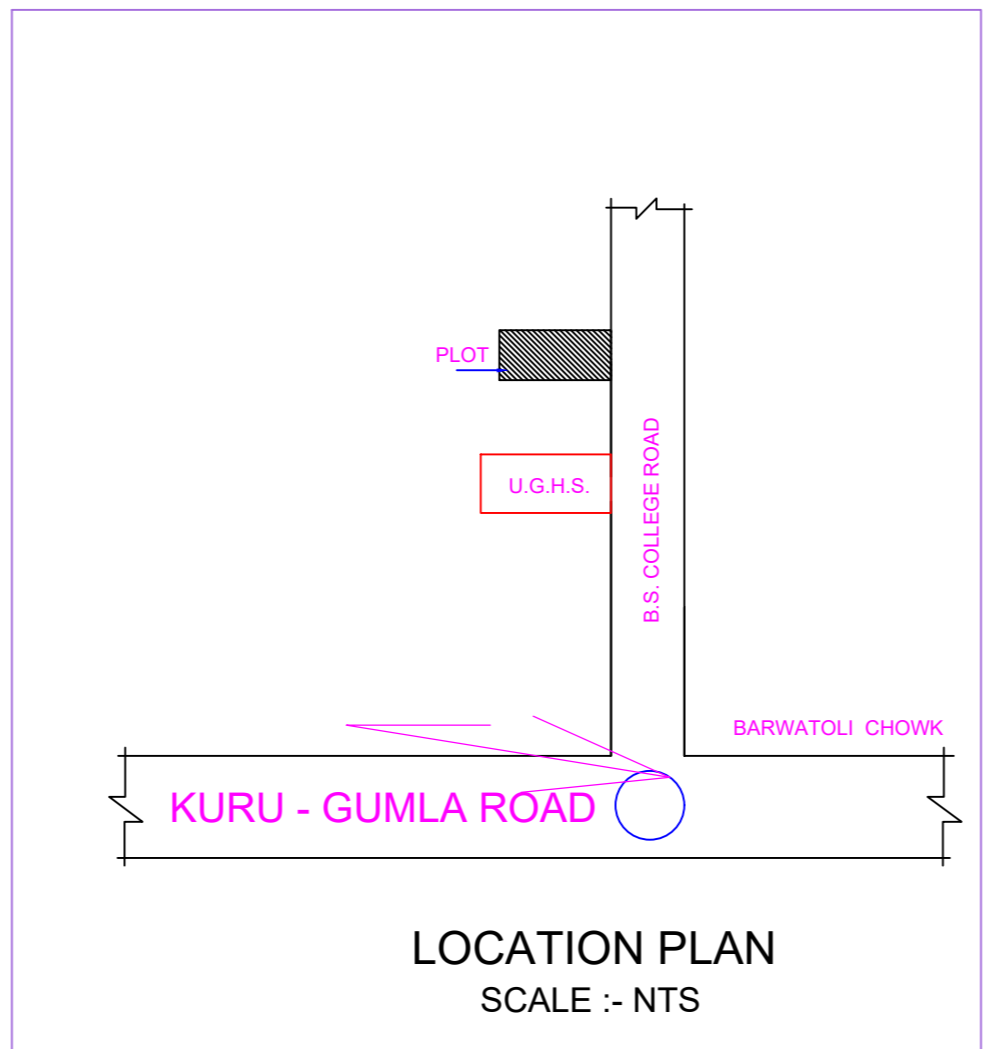 PLOT
U.G.H.S.
B.S. COLLEGE ROAD
BARWATOLI CHOWK
KURU - GUMLA ROAD
LOCATION PLAN
SCALE :- NTS